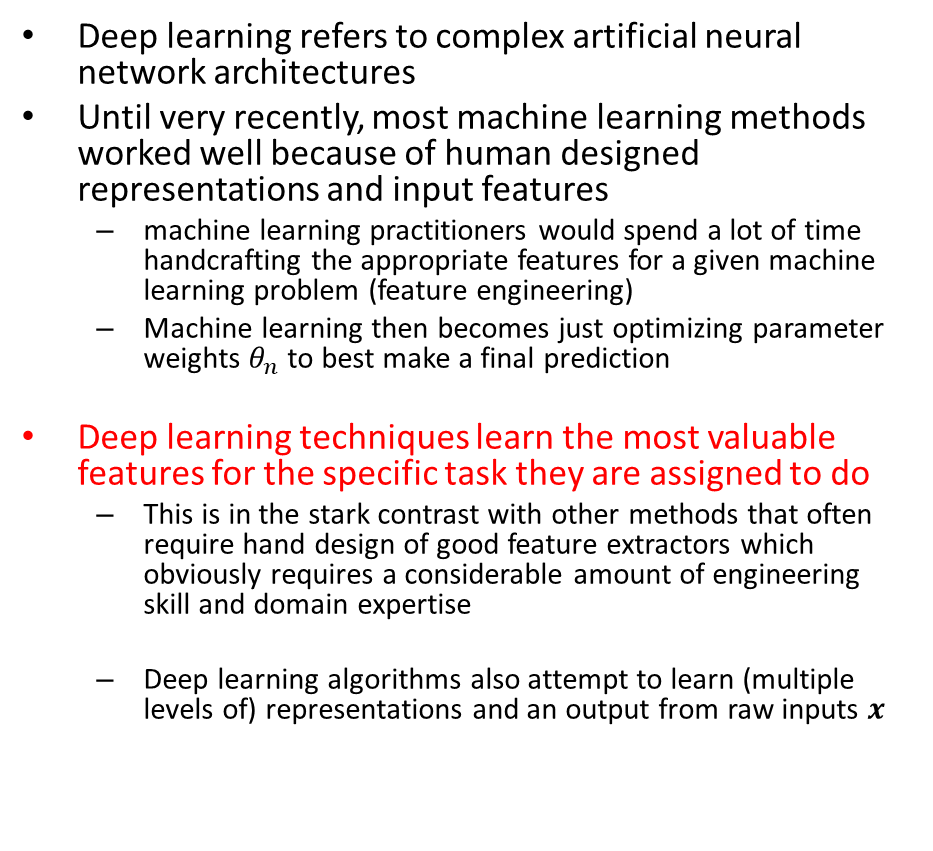 • Deep learning refers to complex artificial neural
network architectures
• Until very recently, most machine learning methods
worked well because of human designed
representations and input features
– machine learning practitioners would spend a lot of time
handcrafting the appropriate features for a given machine
learning problem (feature engineering)
– Machine learning then becomes just optimizing parameter
weights θₙ to best make a final prediction
• Deep learning techniques learn the most valuable
features for the specific task they are assigned to do
– This is in the stark contrast with other methods that often
require hand design of good feature extractors which
obviously requires a considerable amount of engineering
skill and domain expertise
– Deep learning algorithms also attempt to learn (multiple
levels of) representations and an output from raw inputs x